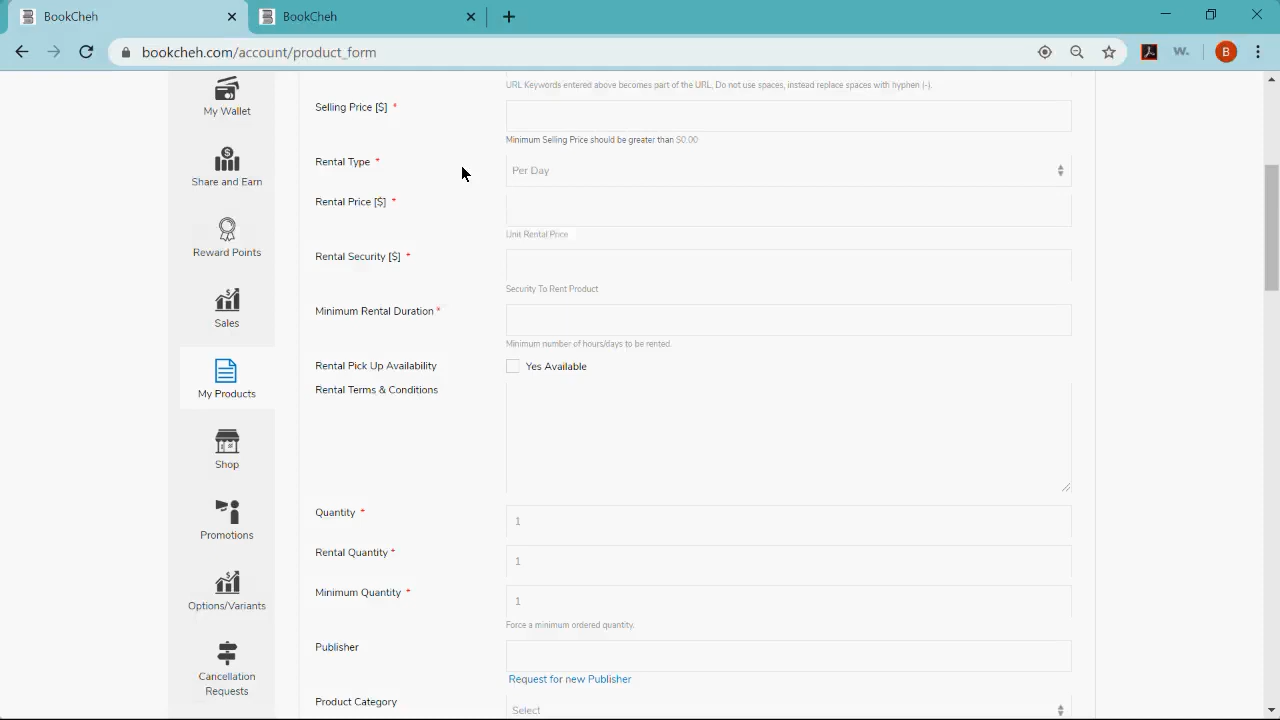 BookCheh
BookCheh
bookcheh.com/account/product_form
W.
B
My Wallet
Share and Earn
Reward Points
Sales
My Products
Shop
Promotions
Options/Variants
Cancellation
Requests
URL Keywords entered above becomes part of the URL, Do not use spaces, instead replace spaces with hyphen (-).
Selling Price [$] *
Minimum Selling Price should be greater than $0.00
Rental Type *
Per Day
Rental Price [$] *
Unit Rental Price
Rental Security [$] *
Security To Rent Product
Minimum Rental Duration *
Minimum number of hours/days to be rented.
Rental Pick Up Availability
Yes Available
Rental Terms & Conditions
Quantity *
1
Rental Quantity *
1
Minimum Quantity *
1
Force a minimum ordered quantity.
Publisher
Request for new Publisher
Product Category
Select